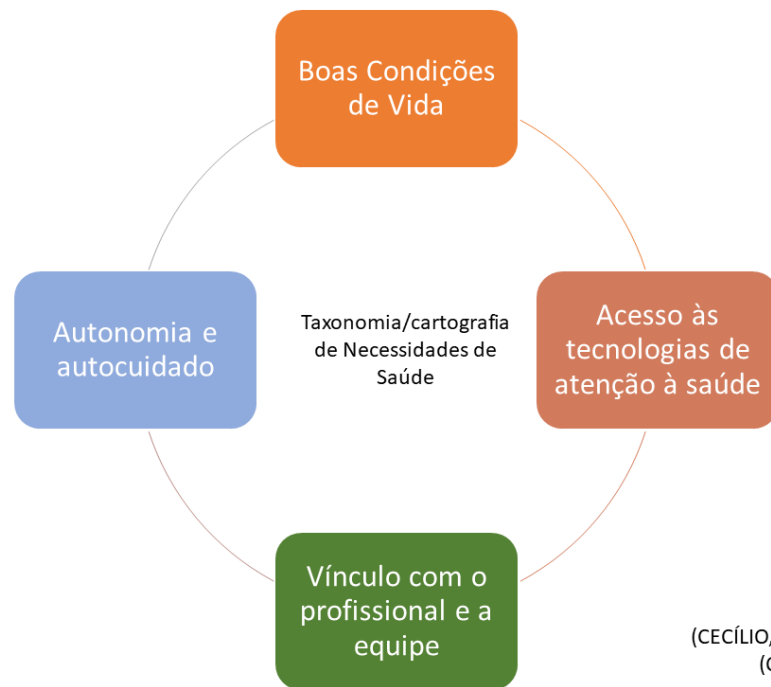 Boas Condições
de Vida
Autonomia e
autocuidado
Taxonomia/cartografia
de Necessidades de
Saúde
Acesso às
tecnologias de
atenção à saúde
Vínculo com o
profissional e a
equipe
(CECÍLIO,